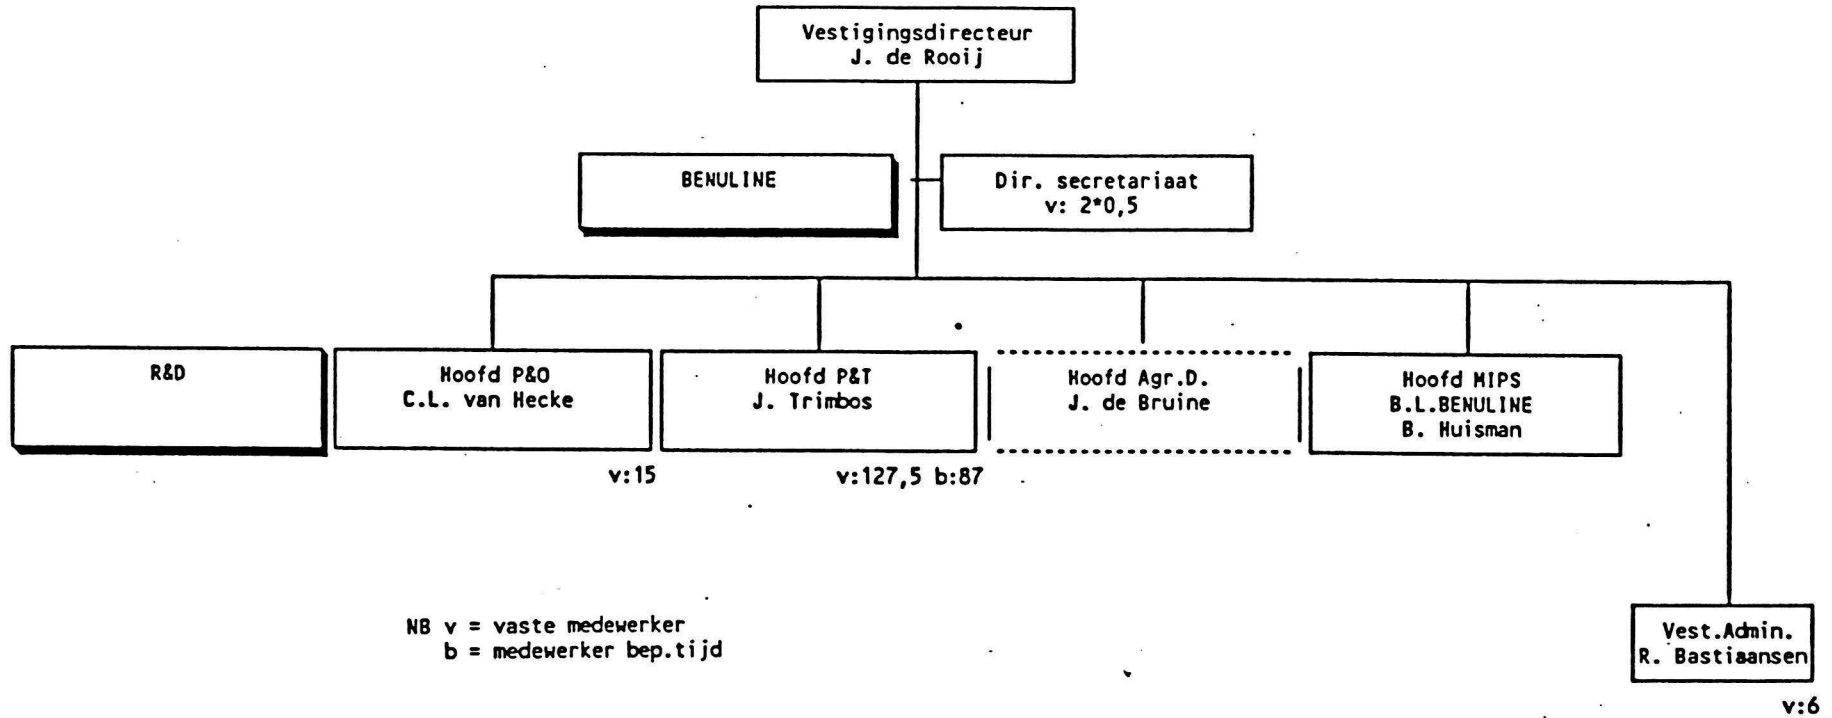 Vestigingsdirecteur
J. de Rooij
BENULINE
Dir. secretariaat
v: 2*0,5
R&D
Hoofd P&O
C.L. van Hecke
Hoofd P&T
J. Trimbos
Hoofd Agr.D.
J. de Bruine
Hoofd MIPS
B.L.BENULINE
B. Huisman
v:15
v:127,5 b:87
NB v = vaste medewerker
b = medewerker bep.tijd
Vest.Admin.
R. Bastiaansen
v:6